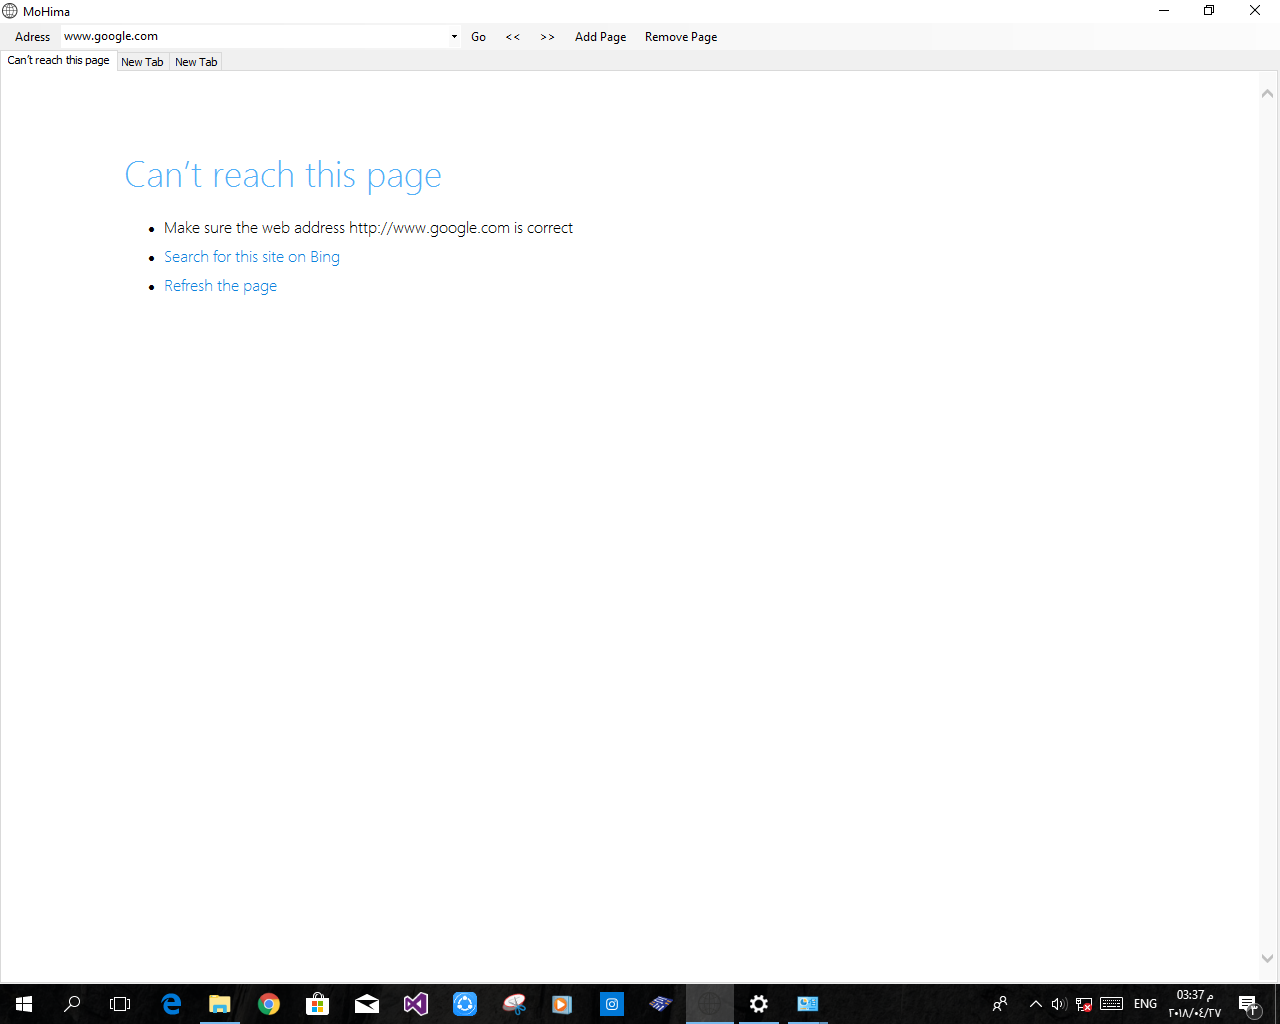 MoHima
Adress www.google.com Go << >> Add Page Remove Page
Can't reach this page New Tab New Tab
Can't reach this page
Make sure the web address http://www.google.com is correct
Search for this site on Bing
Refresh the page
ENG
03:37 م
٢٠١٨/٠٤/٢٧
٣